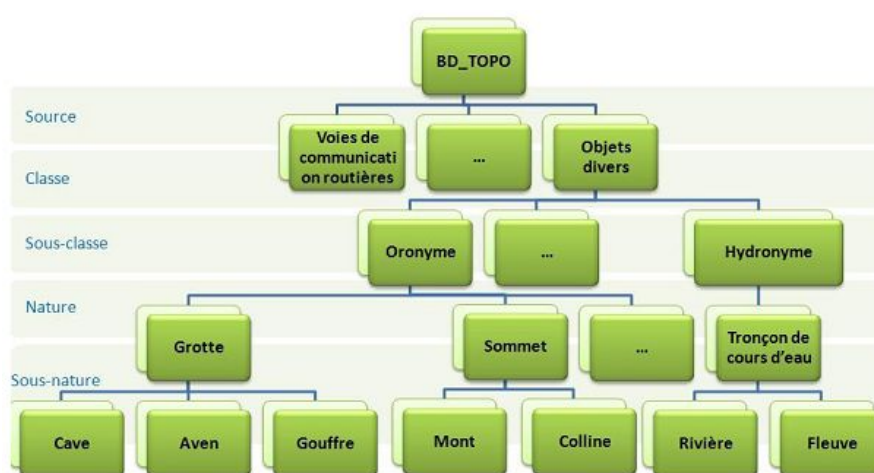 BD_TOPO
Source
Voies de
communicati
on routières
...
Objets
divers
Classe
Sous-classe
Oronyme
...
Hydronyme
Nature
Grotte
Sommet
...
Tronçon de
cours d'eau
Sous-nature
Cave
Aven
Gouffre
Mont
Colline
Rivière
Fleuve